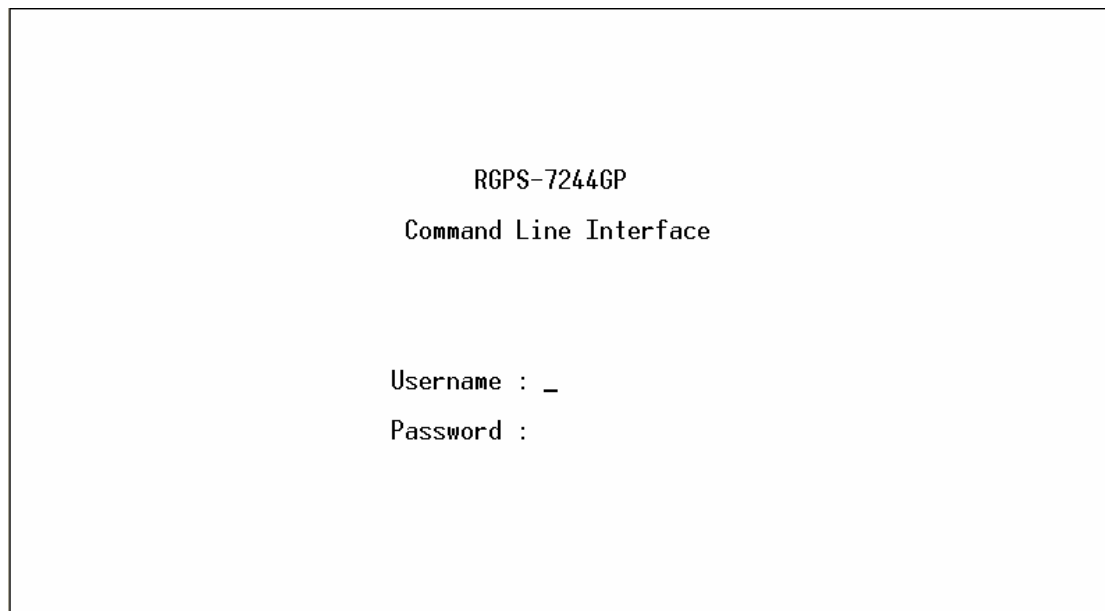 RGPS-7244GP
Command Line Interface
Username : _
Password :